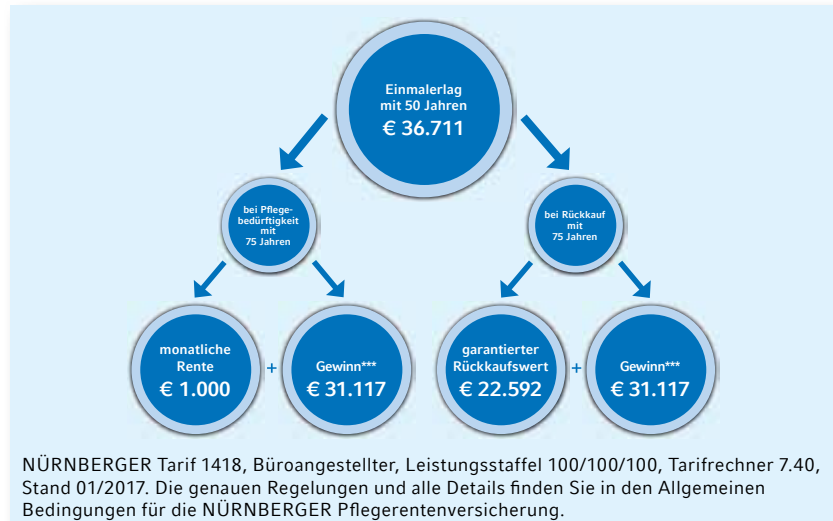 Einmalerlag
mit 50 Jahren
€ 36.711
bei Pflege-
bedürftigkeit
mit
75 Jahren
bei Rückkauf
mit
75 Jahren
monatliche
Rente
€ 1.000
+
Gewinn***
€ 31.117
garantierter
Rückkaufswert
€ 22.592
+
Gewinn***
€ 31.117
NÜRNBERGER Tarif 1418, Büroangestellter, Leistungsstaffel 100/100/100, Tarifrechner 7.40,
Stand 01/2017. Die genauen Regelungen und alle Details finden Sie in den Allgemeinen
Bedingungen für die NÜRNBERGER Pflegerentenversicherung.